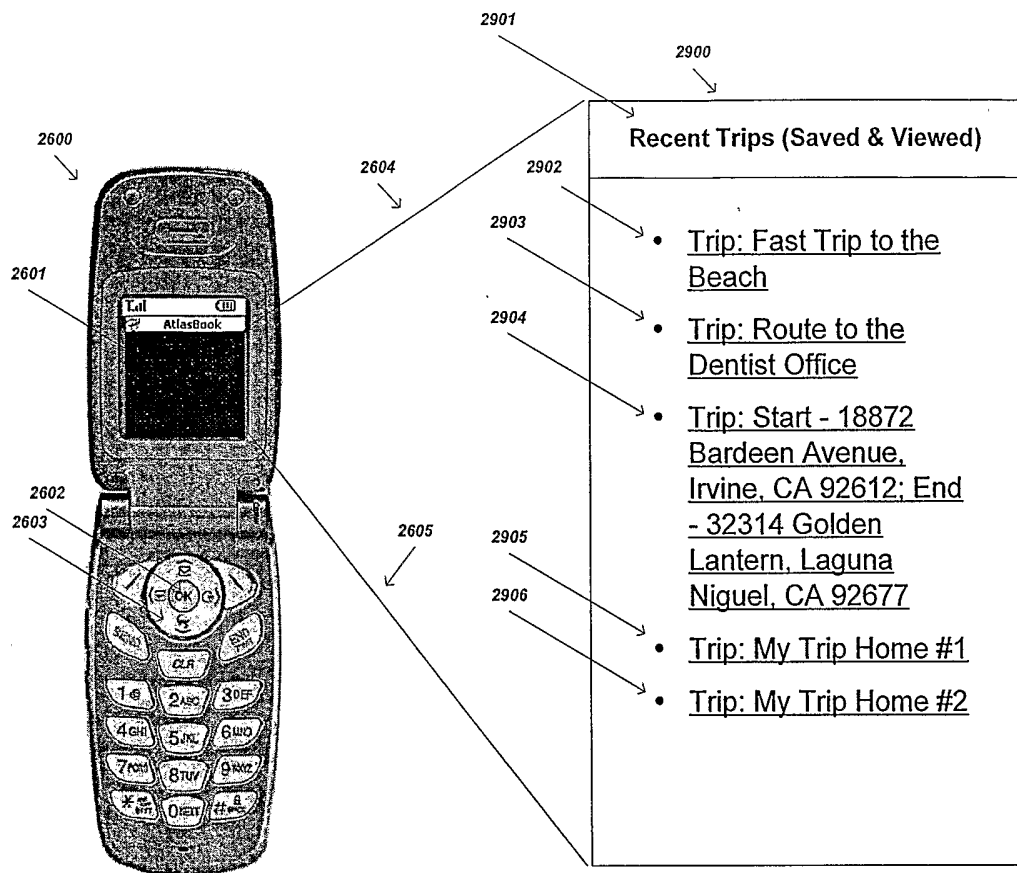 2901
2900
Recent Trips (Saved & Viewed)
2600
2604
2902
Trip: Fast Trip to the
Beach
2903
2601
AtlasBook
Trip: Route to the
Dentist Office
2904
Trip: Start - 18872
Bardeen Avenue,
Irvine, CA 92612; End
- 32314 Golden
Lantern, Laguna
Niguel, CA 92677
2602
2603
2605
2905
2906
Trip: My Trip Home #1
Trip: My Trip Home #2
OK
SEND
END
CLR
1
2ABC
3DEF
4GHI
5JKL
6MNO
7
8TUV
9WXYZ
*
0NEXT
#